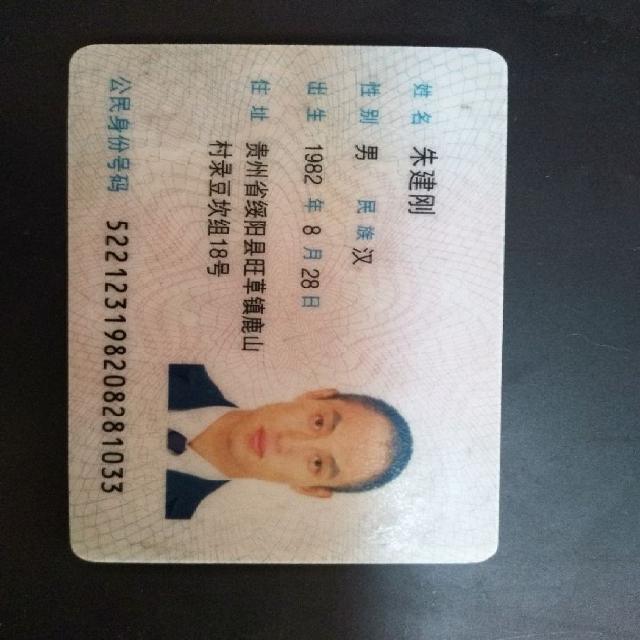 姓名 朱建刚
性别 男 民族 汉
出生 1982 年 8 月 28 日
住址 贵州省绥阳县旺草镇鹿山
村录豆坎组18号
公民身份号码 522123198208281033